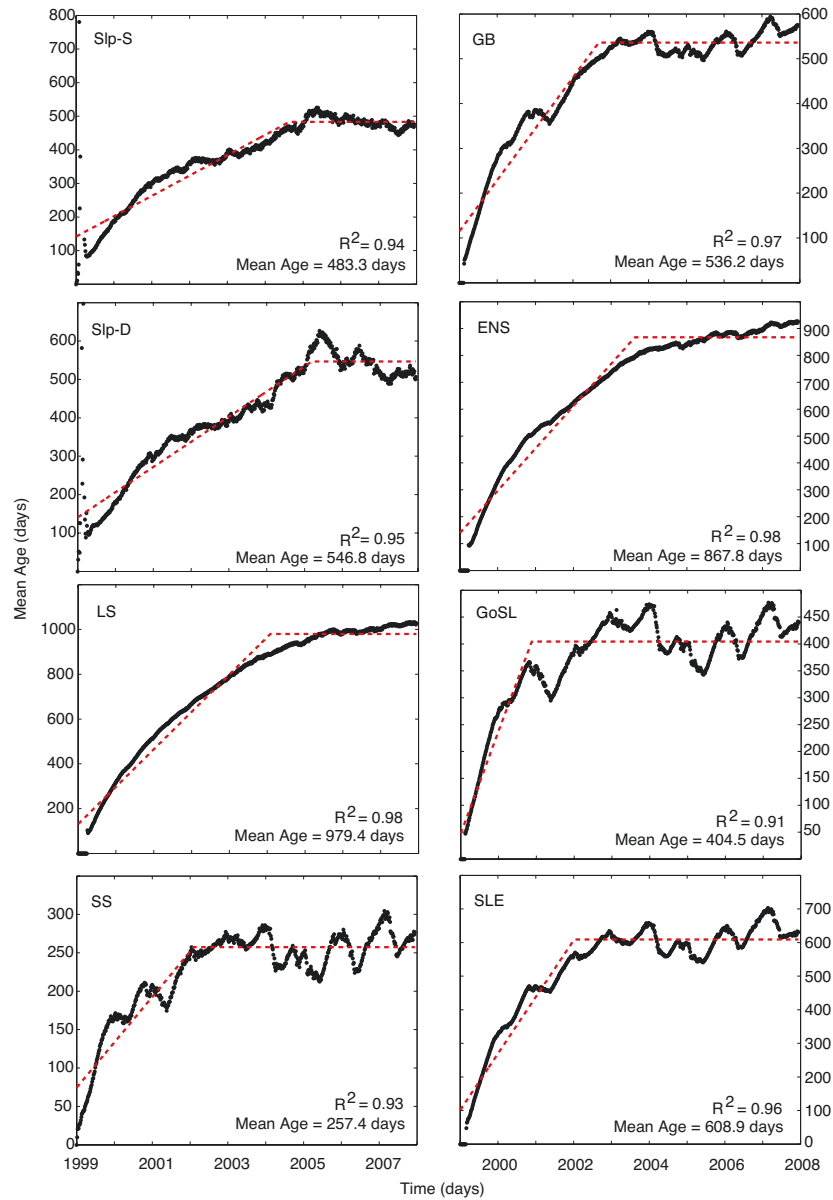 800
700
600
500
400
300
200
100
Slp-S
R2= 0.94
Mean Age = 483.3 days
600
500
400
300
200
100
GB
R2= 0.97
Mean Age = 536.2 days
600
500
400
300
200
100
Slp-D
R2= 0.95
Mean Age = 546.8 days
900
800
700
600
500
400
300
200
100
ENS
R2= 0.98
Mean Age = 867.8 days
Mean Age (days)
1000
800
600
400
200
LS
R2= 0.98
Mean Age = 979.4 days
450
400
350
300
250
200
150
100
50
GoSL
R2= 0.91
Mean Age = 404.5 days
300
250
200
150
100
50
0
SS
R2= 0.93
Mean Age = 257.4 days
1999 2001 2003 2005 2007
700
600
500
400
300
200
100
0
SLE
R2= 0.96
Mean Age = 608.9 days
2000 2002 2004 2006 2008
Time (days)